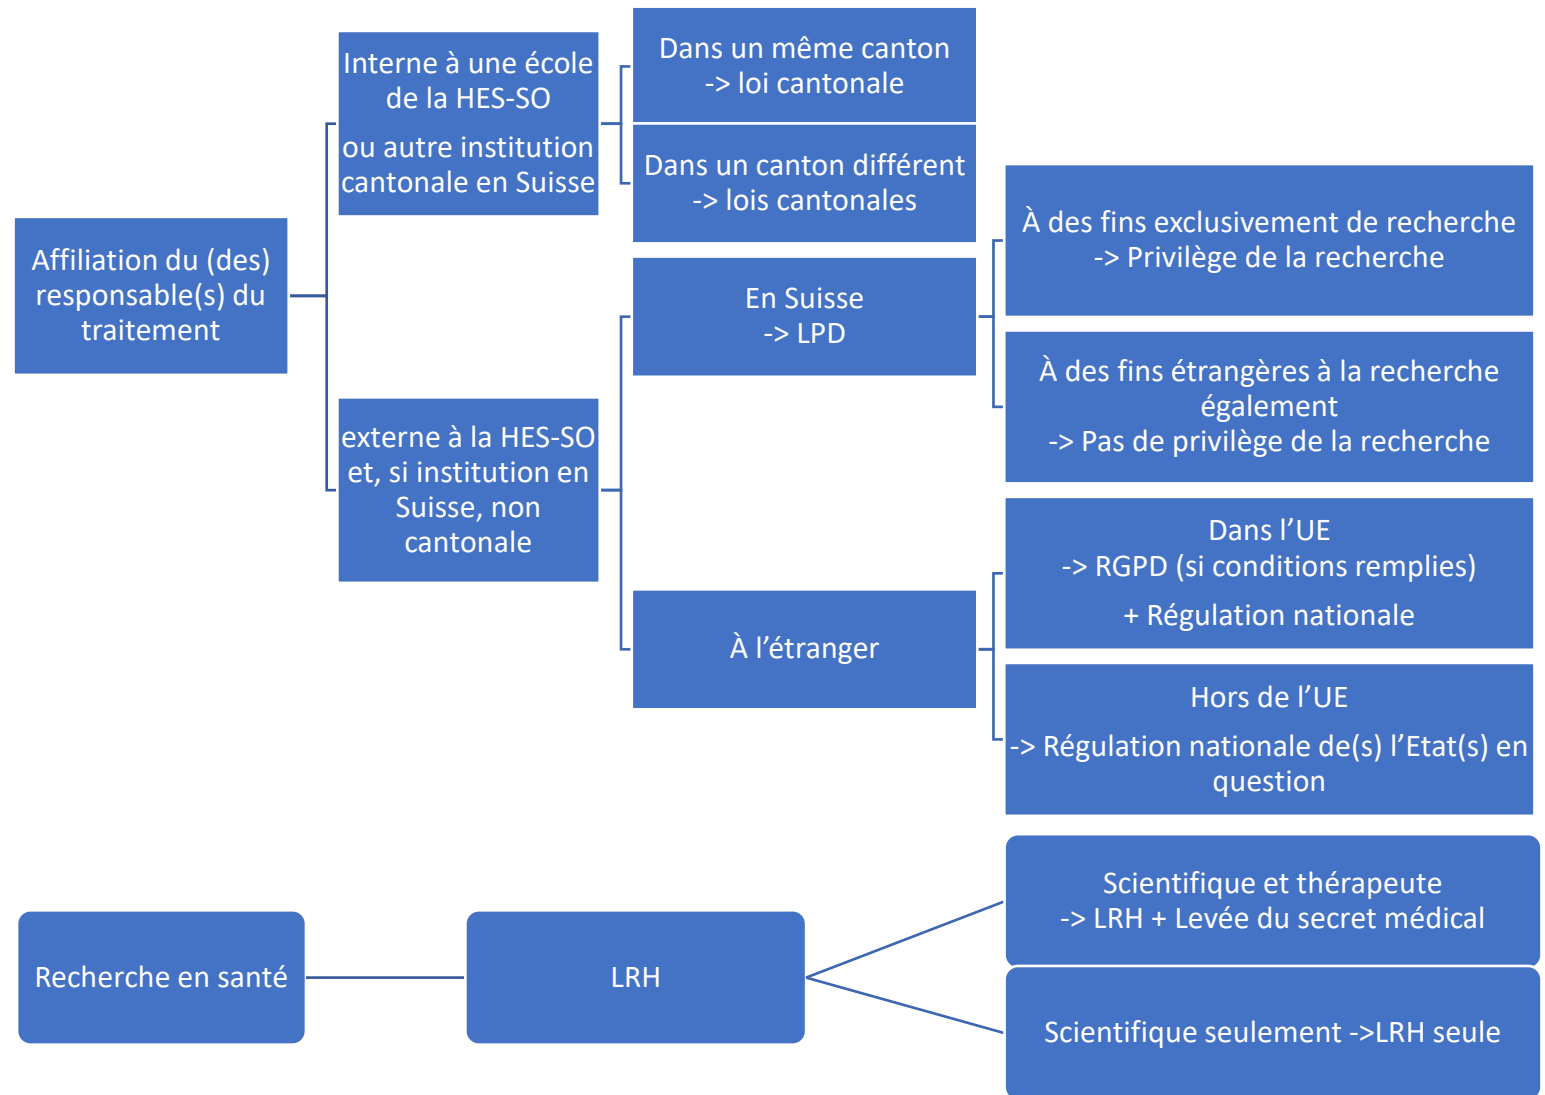 Affiliation du (des)
responsable(s) du
traitement
Interne à une école
de la HES-SO
ou autre institution
cantonale en Suisse
Dans un même canton
-> loi cantonale
Dans un canton différent
-> lois cantonales
externe à la HES-SO
et, si institution en
Suisse, non
cantonale
En Suisse
-> LPD
À des fins exclusivement de recherche
-> Privilège de la recherche
À des fins étrangères à la recherche
également
-> Pas de privilège de la recherche
À l’étranger
Dans l’UE
-> RGPD (si conditions remplies)
+ Régulation nationale
Hors de l’UE
-> Régulation nationale de(s) l’Etat(s) en
question
Recherche en santé
LRH
Scientifique et thérapeute
-> LRH + Levée du secret médical
Scientifique seulement ->LRH seule